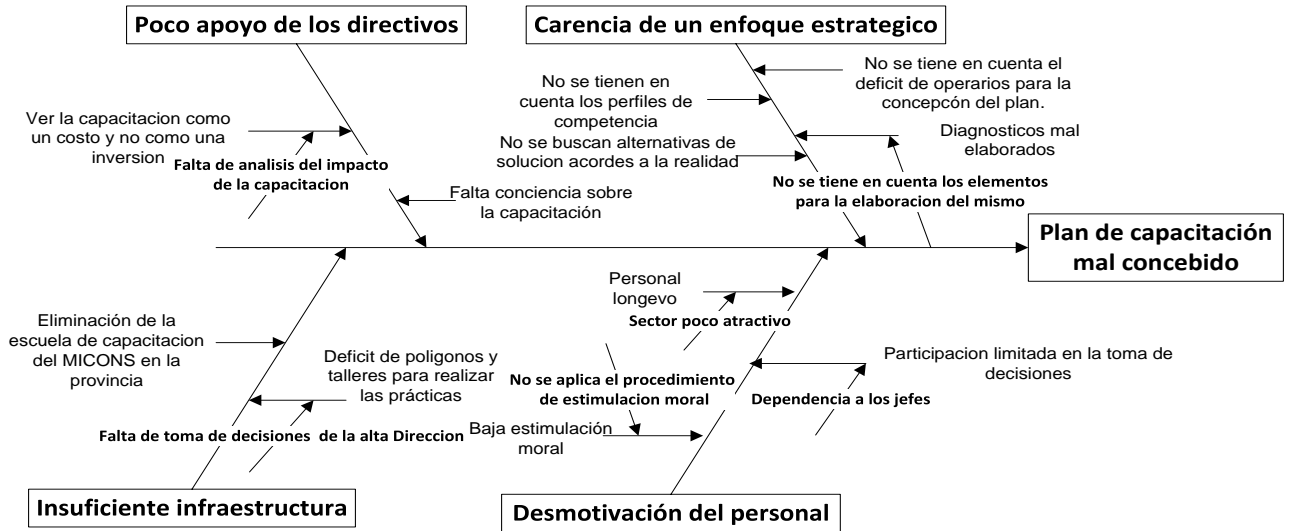 Poco apoyo de los directivos
Carencia de un enfoque estrategico
Ver la capacitacion como
un costo y no como una
inversion
Falta de analisis del impacto
de la capacitacion
Falta conciencia sobre
la capacitación
No se tienen en
cuenta los perfiles de
competencia
No se buscan alternativas de
solucion acordes a la realidad
No se tiene en cuenta el
deficit de operarios para la
concepcón del plan.
Diagnosticos mal
elaborados
No se tiene en cuenta los elementos
para la elaboracion del mismo
Plan de capacitación
mal concebido
Eliminación de la
escuela de capacitacion
del MICONS en la
provincia
Deficit de poligonos y
talleres para realizar
las prácticas
Falta de toma de decisiones de la alta Direccion
Insuficiente infraestructura
Personal
longevo
Sector poco atractivo
No se aplica el procedimiento
de estimulacion moral
Baja estimulación
moral
Participacion limitada en la toma de
decisiones
Dependencia a los jefes
Desmotivación del personal